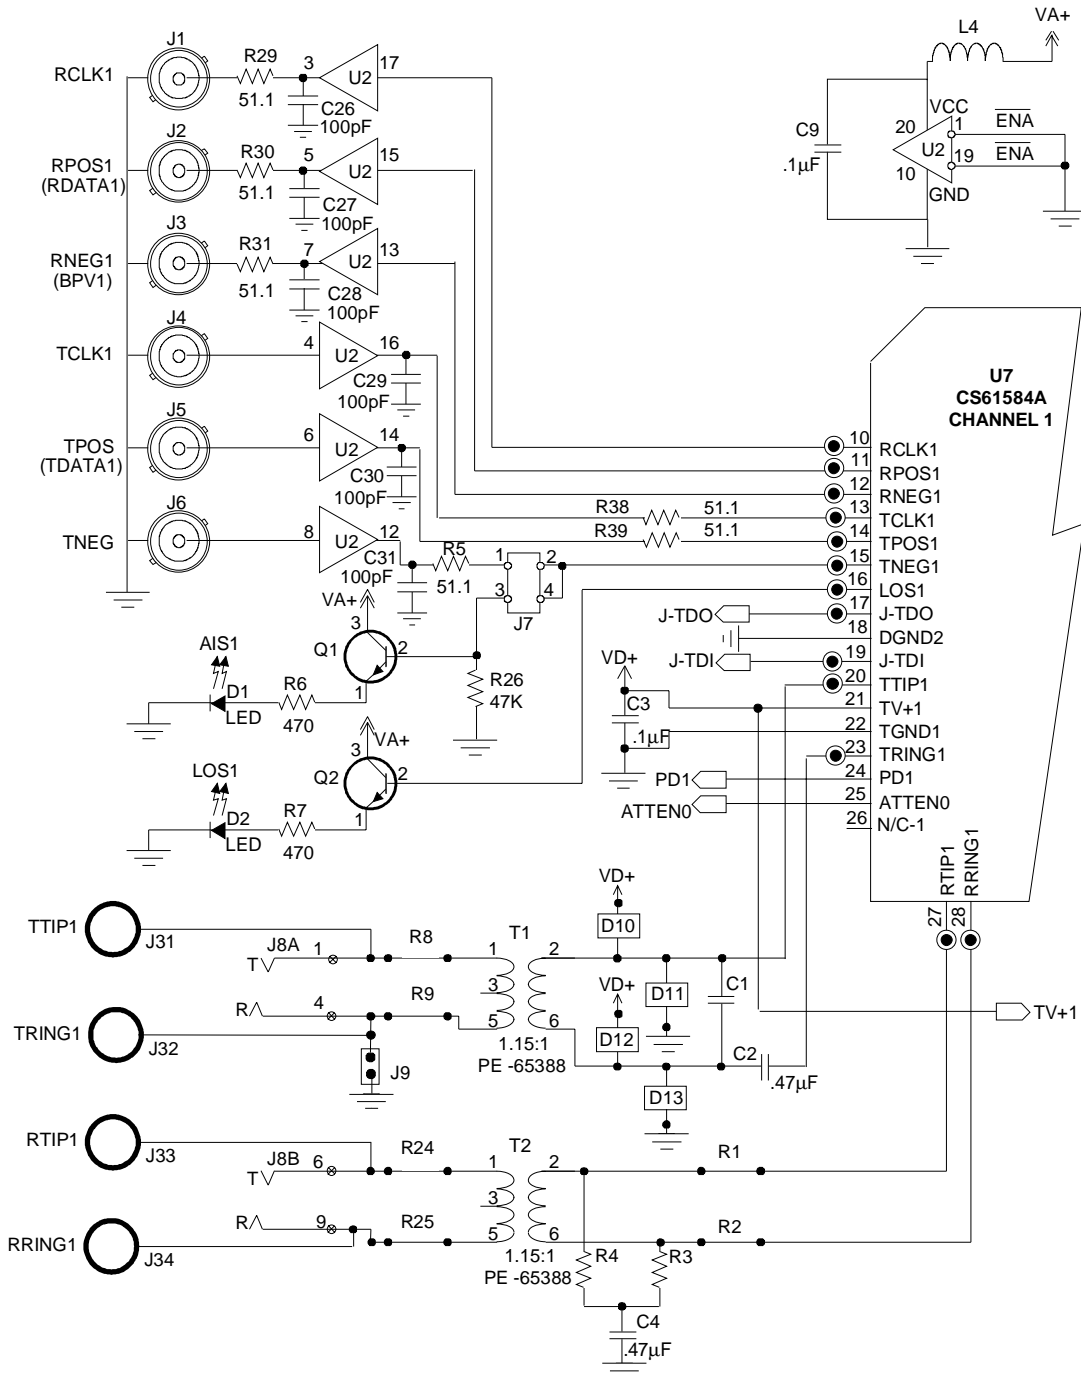 L4
VA+
J1
R29
3
U2
17
RCLK1
51.1
C26
100pF
VCC
20
1
ENA
C9
.1µF
U2
19
ENA
10
GND
J2
R30
5
U2
15
RPOS1
(RDATA1)
51.1
C27
100pF
J3
R31
7
U2
13
RNEG1
(BPV1)
51.1
C28
100pF
J4
TCLK1
4
U2
16
C29
100pF
U7
CS61584A
CHANNEL 1
J5
TPOS
(TDATA1)
6
U2
14
C30
100pF
J6
TNEG
8
U2
12
C31
100pF
R5
51.1
1
2
3
4
J7
R38
51.1
R39
51.1
10
RCLK1
11
RPOS1
12
RNEG1
13
TCLK1
14
TPOS1
15
TNEG1
16
LOS1
17
J-TDO
J-TDO
18
DGND2
19
J-TDI
J-TDI
20
TTIP1
21
TV+1
22
TGND1
23
TRING1
24
PD1
PD1
25
ATTEN0
ATTEN0
26
N/C-1
27
RTIP1
28
RRING1
VA+
3
Q1
2
1
AIS1
D1
LED
R6
470
R26
47K
VD+
C3
.1µF
VA+
3
Q2
2
1
LOS1
D2
LED
R7
470
TTIP1
J31
J8A
T
1
R8
T1
1
2
3
5
6
R
4
R9
1.15:1
PE -65388
TRING1
J32
J9
VD+
D10
D11
VD+
D12
D13
C1
C2
.47µF
TV+1
RTIP1
J33
J8B
T
6
R24
T2
1
2
3
5
6
R
9
R25
1.15:1
PE -65388
RRING1
J34
R1
R2
R4
R3
C4
.47µF